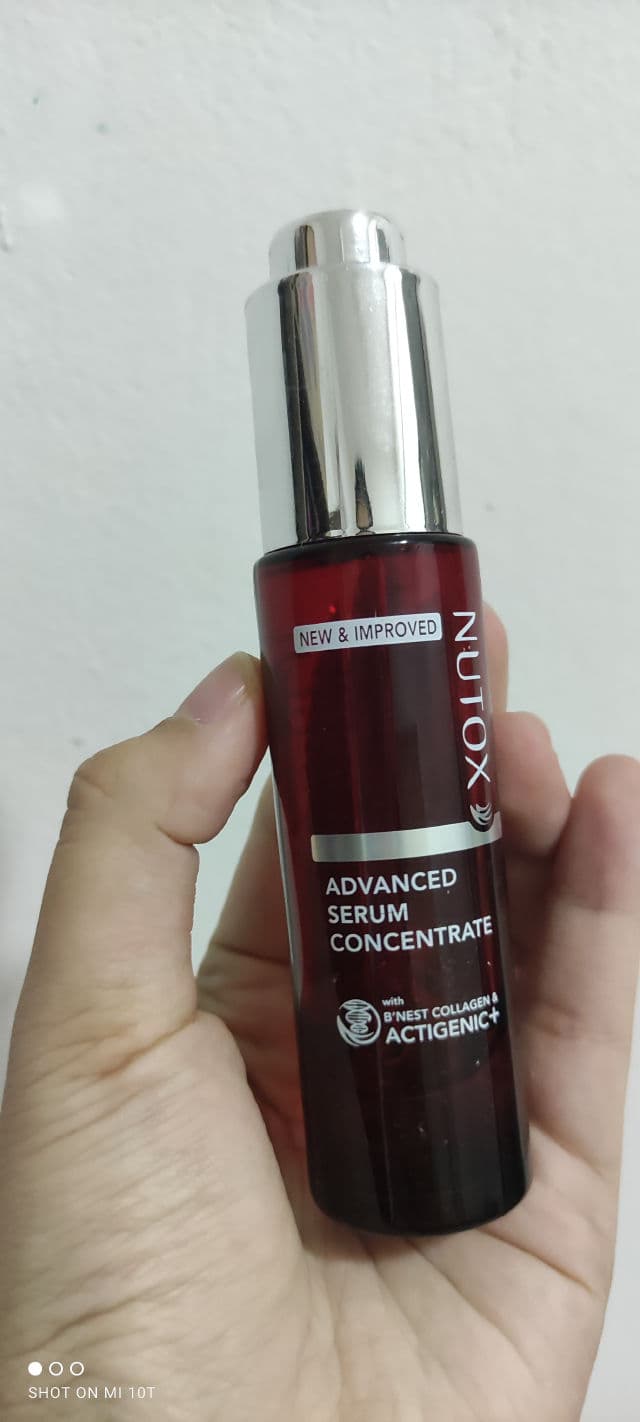 NEW & IMPROVED
NUTOX
ADVANCED
SERUM
CONCENTRATE
with
B'NEST COLLAGEN &
ACTIGENIC+
SHOT ON MI 10T